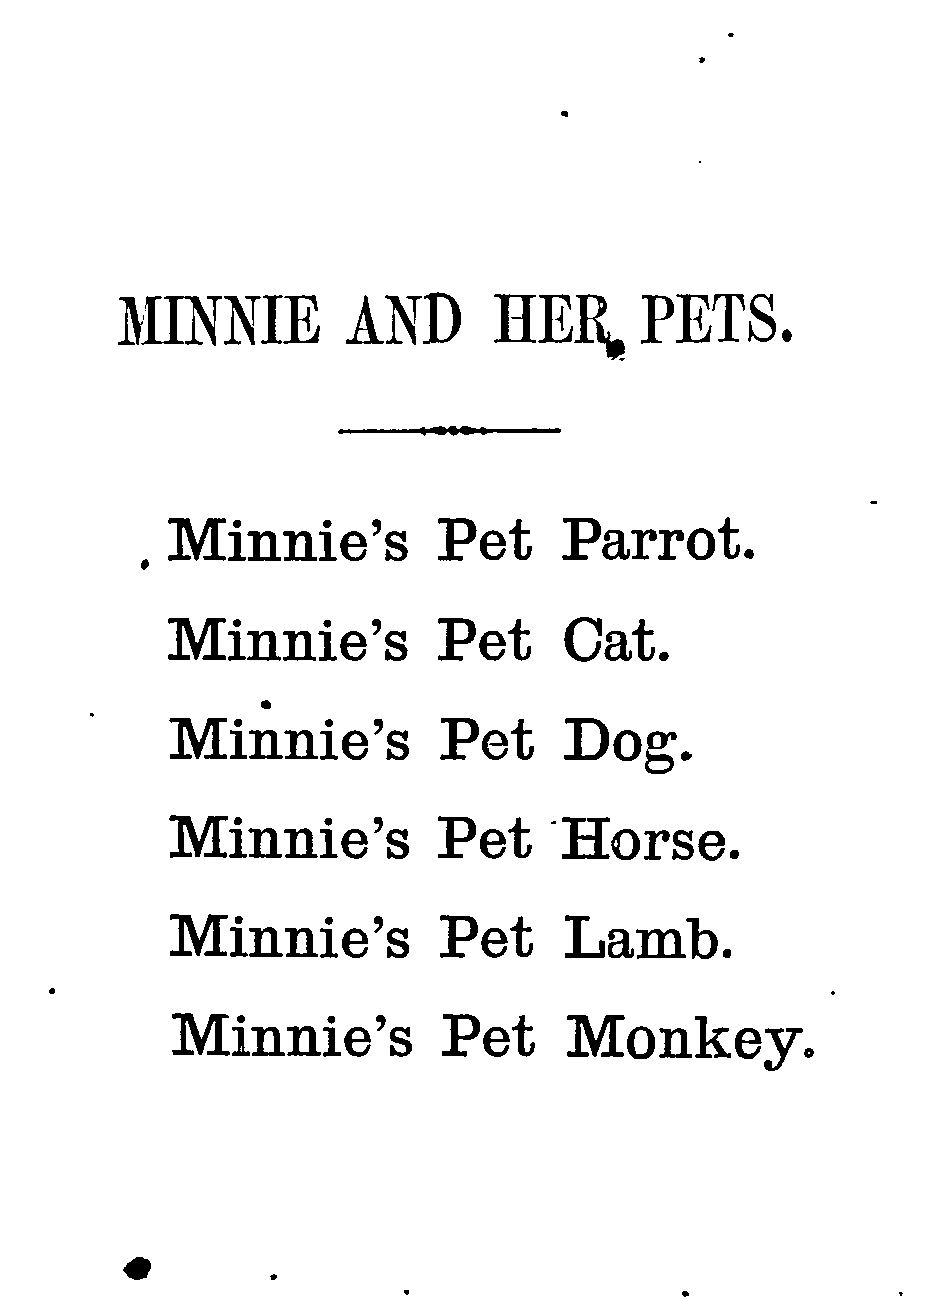 MINNIE AND HER PETS.
Minnie's Pet Parrot.
Minnie's Pet Cat.
Minnie's Pet Dog.
Minnie's Pet Horse.
Minnie's Pet Lamb.
Minnie's Pet Monkey.